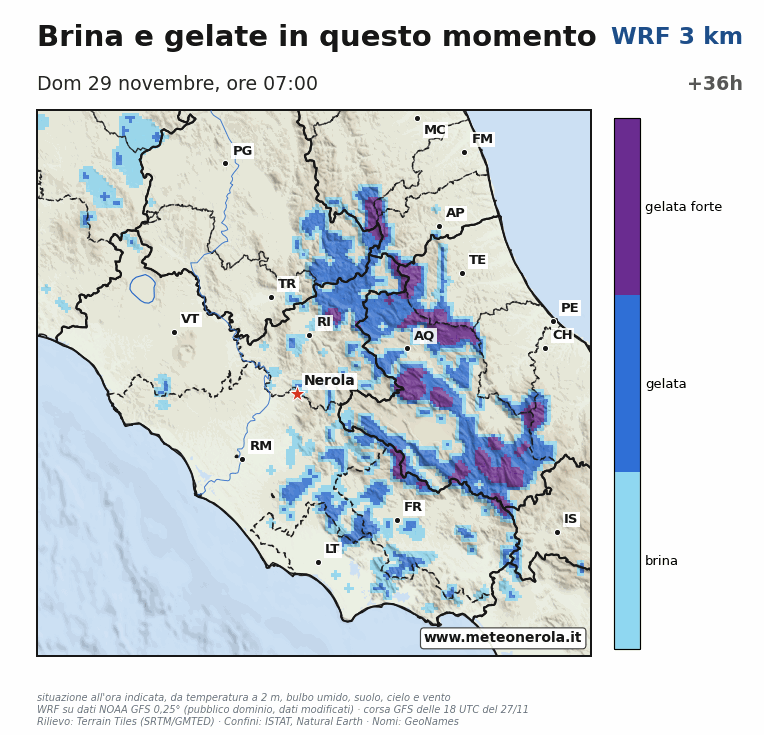 Brina e gelate in questo momento WRF 3 km
Dom 29 novembre, ore 07:00 +36h
MC
FM
PG
AP
TE
TR
PE
VT
RI
AQ
CH
Nerola
RM
FR
IS
LT
gelata forte
gelata
brina
www.meteonerola.it
situazione all'ora indicata, da temperatura a 2 m, bulbo umido, suolo, cielo e vento
WRF su dati NOAA GFS 0,25° (pubblico dominio, dati modificati) · corsa GFS delle 18 UTC del 27/11
Rilievo: Terrain Tiles (SRTM/GMTED) · Confini: ISTAT, Natural Earth · Nomi: GeoNames